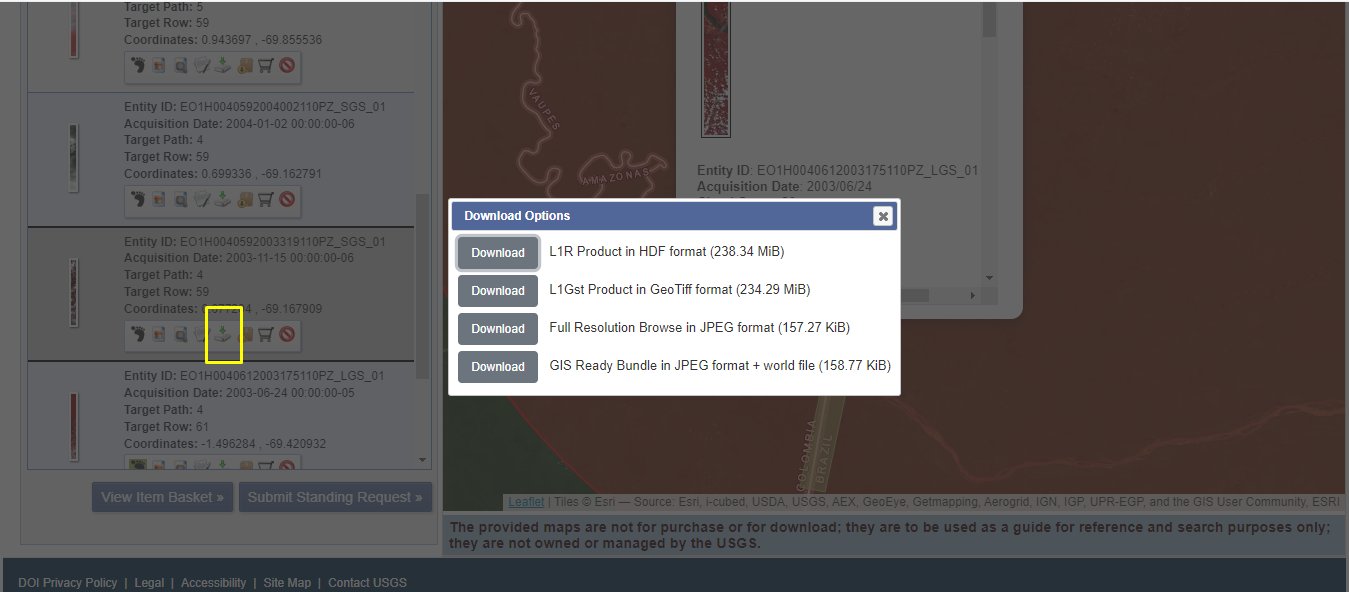 Target Path: 5
Target Row: 59
Coordinates: 0.943697 , -69.855536
Entity ID: EO1H0040592004002110PZ_SGS_01
Acquisition Date: 2004-01-02 00:00:00-06
Target Path: 4
Target Row: 59
Coordinates: 0.699336 , -69.162791
Entity ID: EO1H0040592003319110PZ_SGS_01
Acquisition Date: 2003-11-15 00:00:00-06
Target Path: 4
Target Row: 59
Coordinates: 0.677234 , -69.167909
Entity ID: EO1H0040612003175110PZ_LGS_01
Acquisition Date: 2003-06-24 00:00:00-05
Target Path: 4
Target Row: 61
Coordinates: -1.496284 , -69.420932
View Item Basket »
Submit Standing Request »
VAUPES
AMAZONAS
Entity ID: EO1H0040612003175110PZ_LGS_01
Acquisition Date: 2003/06/24
Download Options
Download L1R Product in HDF format (238.34 MiB)
Download L1Gst Product in GeoTiff format (234.29 MiB)
Download Full Resolution Browse in JPEG format (157.27 KiB)
Download GIS Ready Bundle in JPEG format + world file (158.77 KiB)
COLOMBIA
BRAZIL
Leaflet | Tiles © Esri — Source: Esri, i-cubed, USDA, USGS, AEX, GeoEye, Getmapping, Aerogrid, IGN, IGP, UPR-EGP, and the GIS User Community, ESRI
The provided maps are not for purchase or for download; they are to be used as a guide for reference and search purposes only;
they are not owned or managed by the USGS.
DOI Privacy Policy | Legal | Accessibility | Site Map | Contact USGS